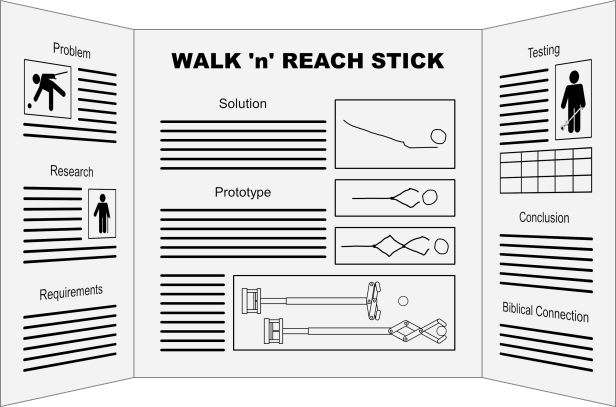 Problem
Research
Requirements
WALK 'n' REACH STICK
Solution
Prototype
Testing
Conclusion
Biblical Connection